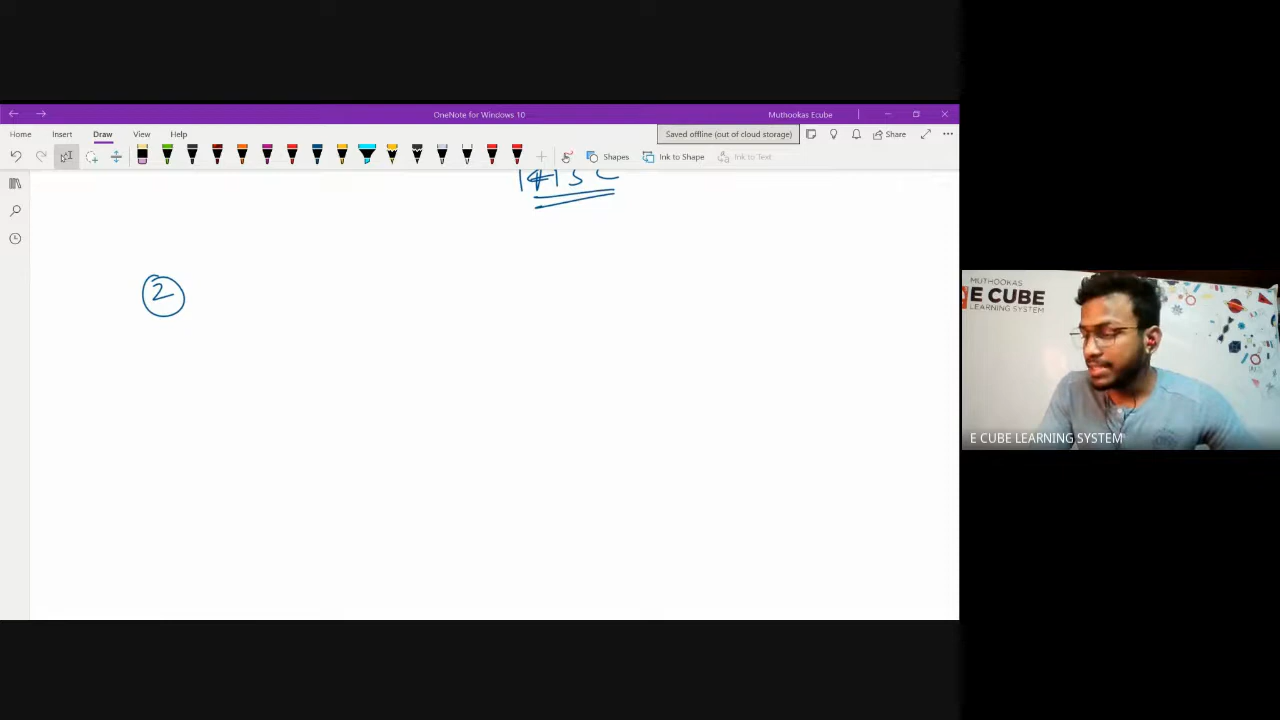 OneNote for Windows 10
Muthookas Ecube
Home Insert Draw View Help
Saved offline (out of cloud storage)
Share
Shapes
Ink to Shape
Ink to Text
2
MUTHOOKAS
E CUBE
LEARNING SYSTEM
E CUBE LEARNING SYSTEM